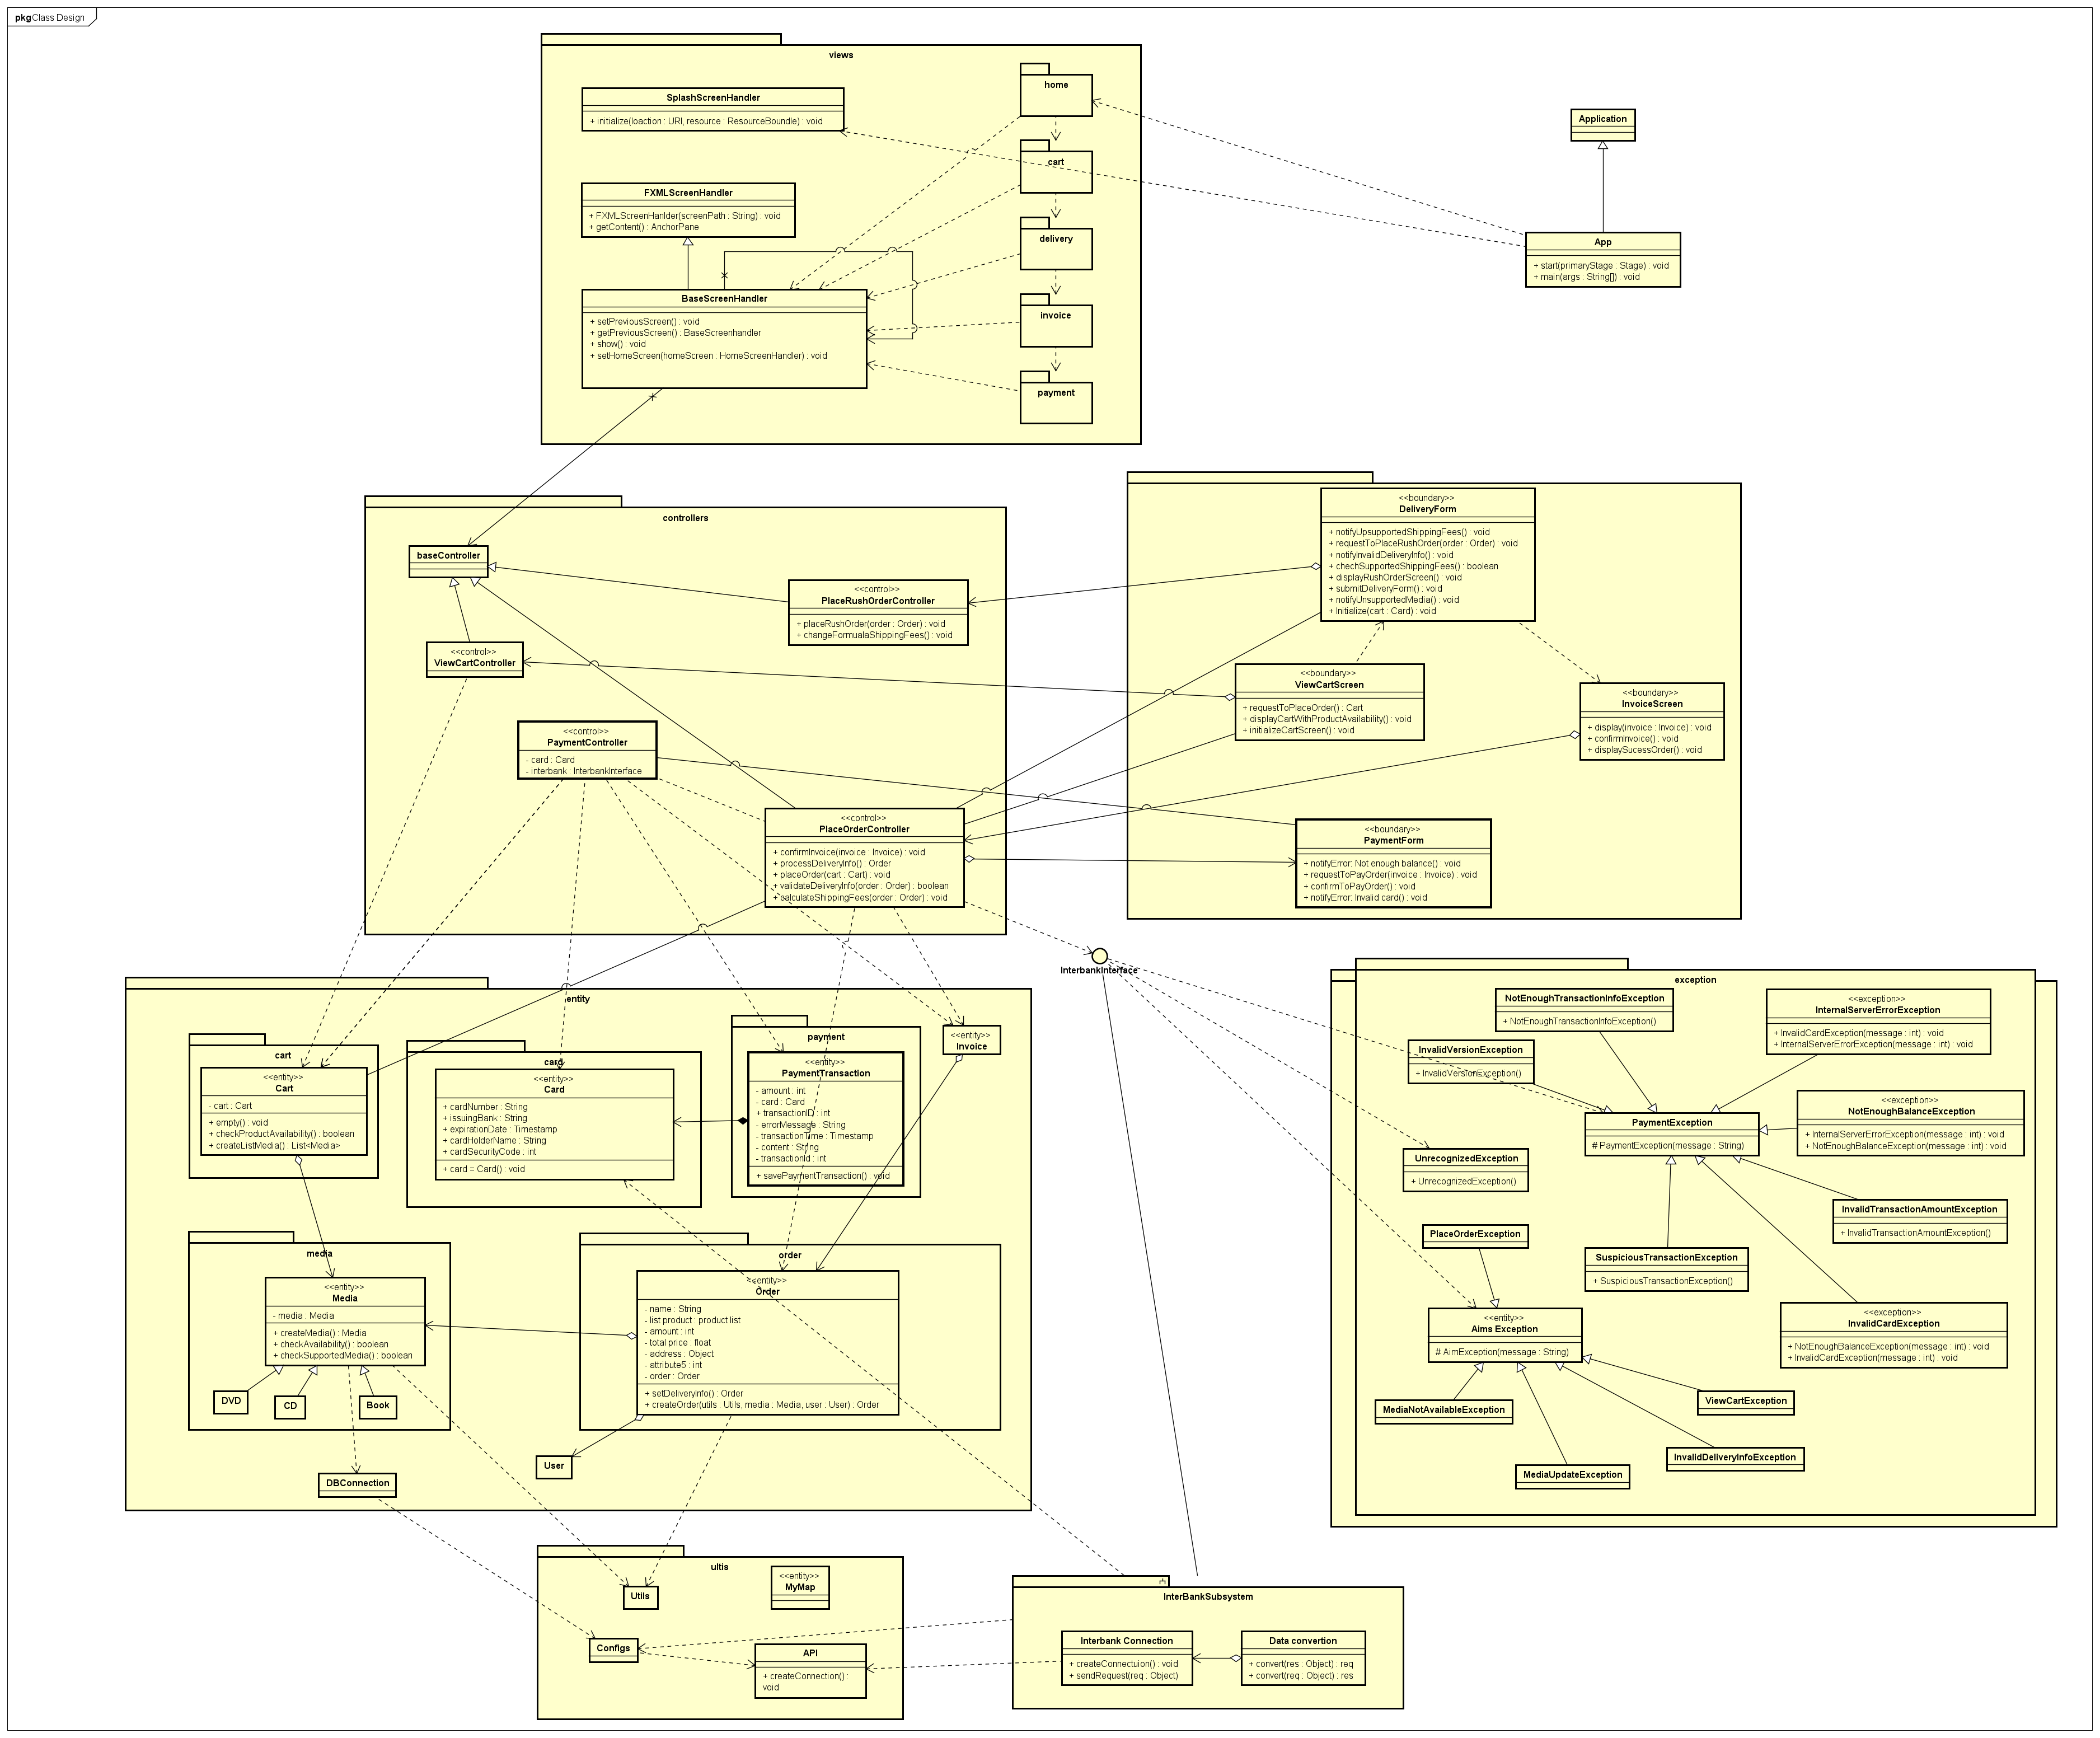 pkg Class Design
views
SplashScreenHandler
+ initialize(loaction : URI, resource : ResourceBoundle) : void
FXMLScreenHandler
+ FXMLScreenHanlder(screenPath : String) : void
+ getContent() : AnchorPane
BaseScreenHandler
+ setPreviousScreen() : void
+ getPreviousScreen() : BaseScreenhandler
+ show() : void
+ setHomeScreen(homeScreen : HomeScreenHandler) : void
home
cart
delivery
invoice
payment
Application
App
+ start(primaryStage : Stage) : void
+ main(args : String[]) : void
controllers
baseController
<<control>>
PlaceRushOrderController
+ placeRushOrder(order : Order) : void
+ changeFormualaShippingFees() : void
<<control>>
ViewCartController
<<control>>
PaymentController
- card : Card
- interbank : InterbankInterface
<<control>>
PlaceOrderController
+ confirmInvoice(invoice : Invoice) : void
+ processDeliveryInfo() : Order
+ placeOrder(cart : Cart) : void
+ validateDeliveryInfo(order : Order) : boolean
+ calculateShippingFees(order : Order) : void
<<boundary>>
DeliveryForm
+ notifyUpsupportedShippingFees() : void
+ requestToPlaceRushOrder(order : Order) : void
+ notifyInvalidDeliveryInfo() : void
+ chechSupportedShippingFees() : boolean
+ displayRushOrderScreen() : void
+ submitDeliveryForm() : void
+ notifyUnsupportedMedia() : void
+ Initialize(cart : Card) : void
<<boundary>>
ViewCartScreen
+ requestToPlaceOrder() : Cart
+ displayCartWithProductAvailability() : void
+ initializeCartScreen() : void
<<boundary>>
InvoiceScreen
+ display(invoice : Invoice) : void
+ confirmInvoice() : void
+ displaySucessOrder() : void
<<boundary>>
PaymentForm
+ notifyError: Not enough balance() : void
+ requestToPayOrder(invoice : Invoice) : void
+ confirmToPayOrder() : void
+ notifyError: Invalid card() : void
InterbankInterface
entity
cart
<<entity>>
Cart
- cart : Cart
+ empty() : void
+ checkProductAvailability() : boolean
+ createListMedia() : List<Media>
card
<<entity>>
Card
+ cardNumber : String
+ issuingBank : String
+ expirationDate : Timestamp
+ cardHolderName : String
+ cardSecurityCode : int
+ card = Card() : void
payment
<<entity>>
PaymentTransaction
- amount : int
- card : Card
+ transactionID : int
- errorMessage : String
- transactionTime : Timestamp
- content : String
- transactionId : int
+ savePaymentTransaction() : void
<<entity>>
Invoice
media
<<entity>>
Media
- media : Media
+ createMedia() : Media
+ checkAvailability() : boolean
+ checkSupportedMedia() : boolean
DVD
CD
Book
order
<<entity>>
Order
- name : String
- list product : product list
- amount : int
- total price : float
- address : Object
- attribute5 : int
- order : Order
+ setDeliveryInfo() : Order
+ createOrder(utils : Utils, media : Media, user : User) : Order
User
DBConnection
exception
NotEnoughTransactionInfoException
+ NotEnoughTransactionInfoException()
<<exception>>
InternalServerErrorException
+ InvalidCardException(message : int) : void
+ InternalServerErrorException(message : int) : void
InvalidVersionException
+ InvalidVersionException()
<<exception>>
NotEnoughBalanceException
+ InternalServerErrorException(message : int) : void
+ NotEnoughBalanceException(message : int) : void
PaymentException
# PaymentException(message : String)
UnrecognizedException
+ UnrecognizedException()
InvalidTransactionAmountException
+ InvalidTransactionAmountException()
PlaceOrderException
SuspiciousTransactionException
+ SuspiciousTransactionException()
<<exception>>
InvalidCardException
+ NotEnoughBalanceException(message : int) : void
+ InvalidCardException(message : int) : void
<<entity>>
Aims Exception
# AimException(message : String)
MediaNotAvailableException
ViewCartException
InvalidDeliveryInfoException
MediaUpdateException
ultis
Utils
<<entity>>
MyMap
Configs
API
+ createConnection() :
void
InterBankSubsystem
Interbank Connection
+ createConnectuion() : void
+ sendRequest(req : Object)
Data convertion
+ convert(res : Object) : req
+ convert(req : Object) : res